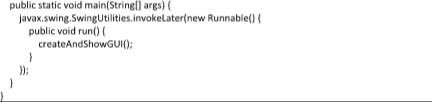 public static void main(String[] args) {
javax.swing.SwingUtilities.invokeLater(new Runnable() {
public void run() {
createAndShowGUI();
}
});
}
}